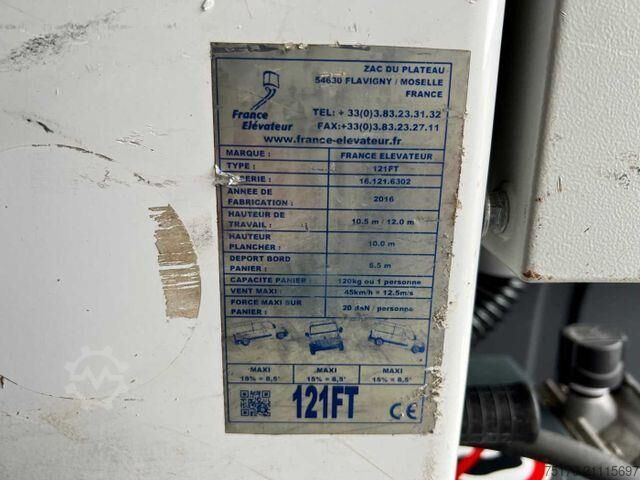 ZAC DU PLATEAU
54630 FLAVIGNY / MOSELLE
FRANCE
France
Elévateur
TEL: + 33(0)3.83.23.31.32
FAX:+33(0)3.83.23.27.11
www.france-elevateur.fr
MARQUE : FRANCE ELEVATEUR
TYPE : 121FT
SERIE : 16.121.6302
ANNEE DE
FABRICATION : 2016
HAUTEUR DE
TRAVAIL : 10.5 m / 12.0 m
HAUTEUR
PLANCHER : 10.0 m
DEPORT BORD
PANIER : 6.5 m
CAPACITE PANIER : 120kg ou 1 personne
VENT MAXI : 45km/h = 12.5m/s
FORCE MAXI SUR
PANIER : 20 daN / personne
MAXI MAXI MAXI
15% = 8,5° 15% = 8,5° 15% = 8,5°
121FT CE